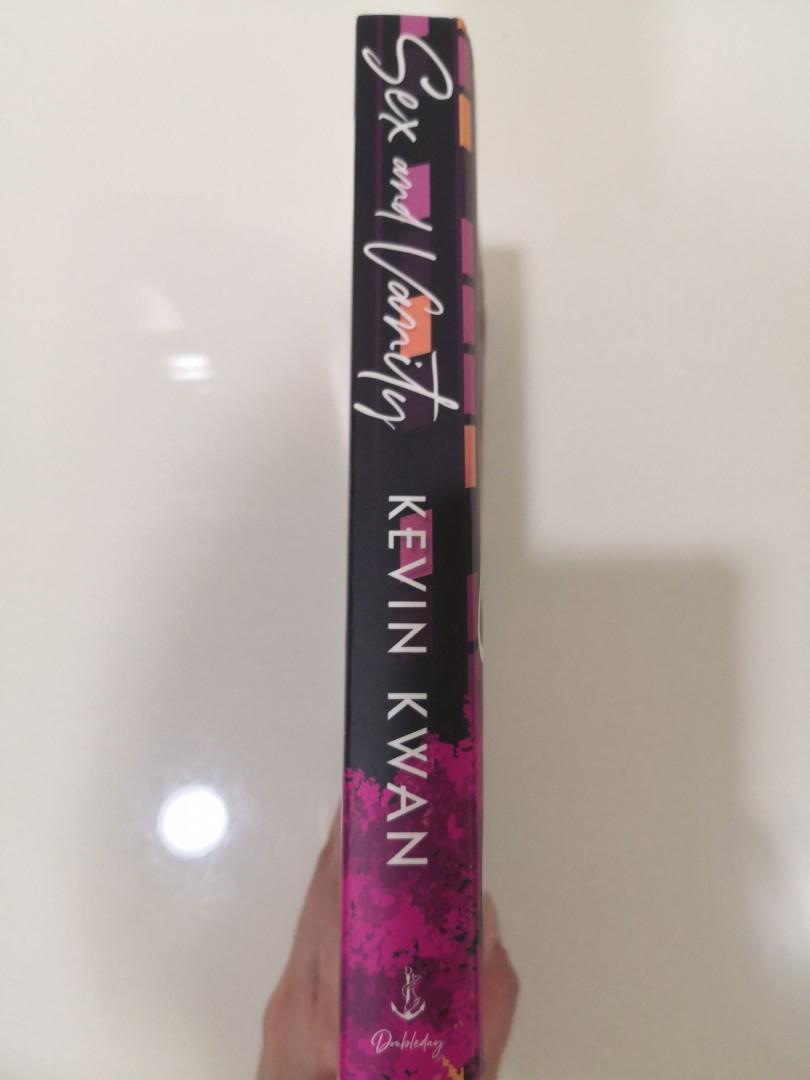 Sex and Vanity
KEVIN KWAN
Doubleday